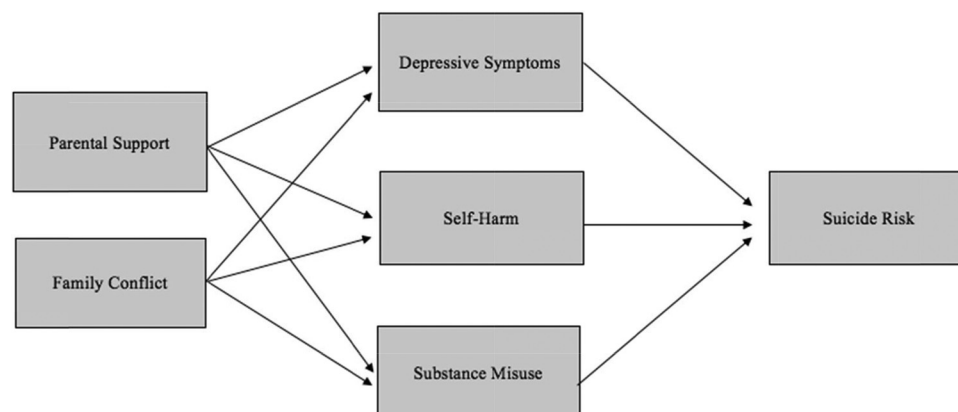 Depressive Symptoms
Parental Support
Self-Harm
Suicide Risk
Family Conflict
Substance Misuse